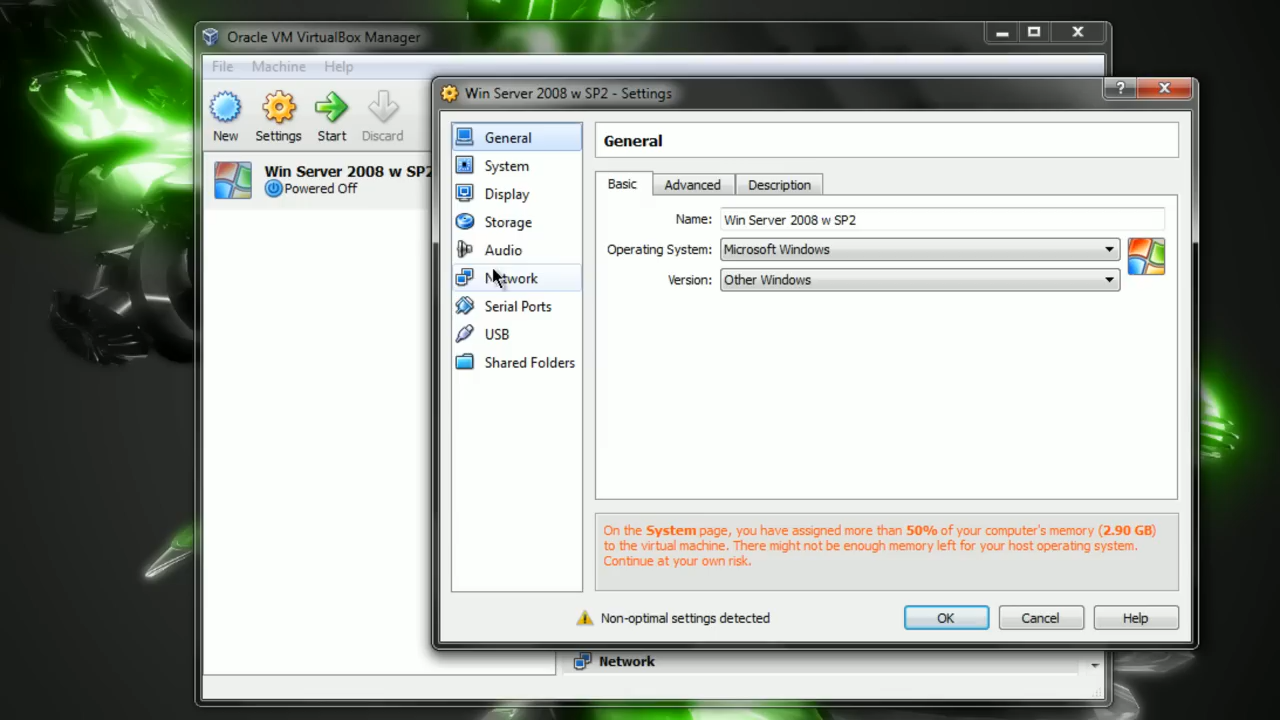 Oracle VM VirtualBox Manager
File Machine Help
New Settings Start Discard
Win Server 2008 w SP2
Powered Off
Win Server 2008 w SP2 - Settings
?
General
System
Display
Storage
Audio
Network
Serial Ports
USB
Shared Folders
General
Basic Advanced Description
Name: Win Server 2008 w SP2
Operating System: Microsoft Windows
Version: Other Windows
On the System page, you have assigned more than 50% of your computer's memory (2.90 GB)
to the virtual machine. There might not be enough memory left for your host operating system.
Continue at your own risk.
Non-optimal settings detected
OK Cancel Help
Network